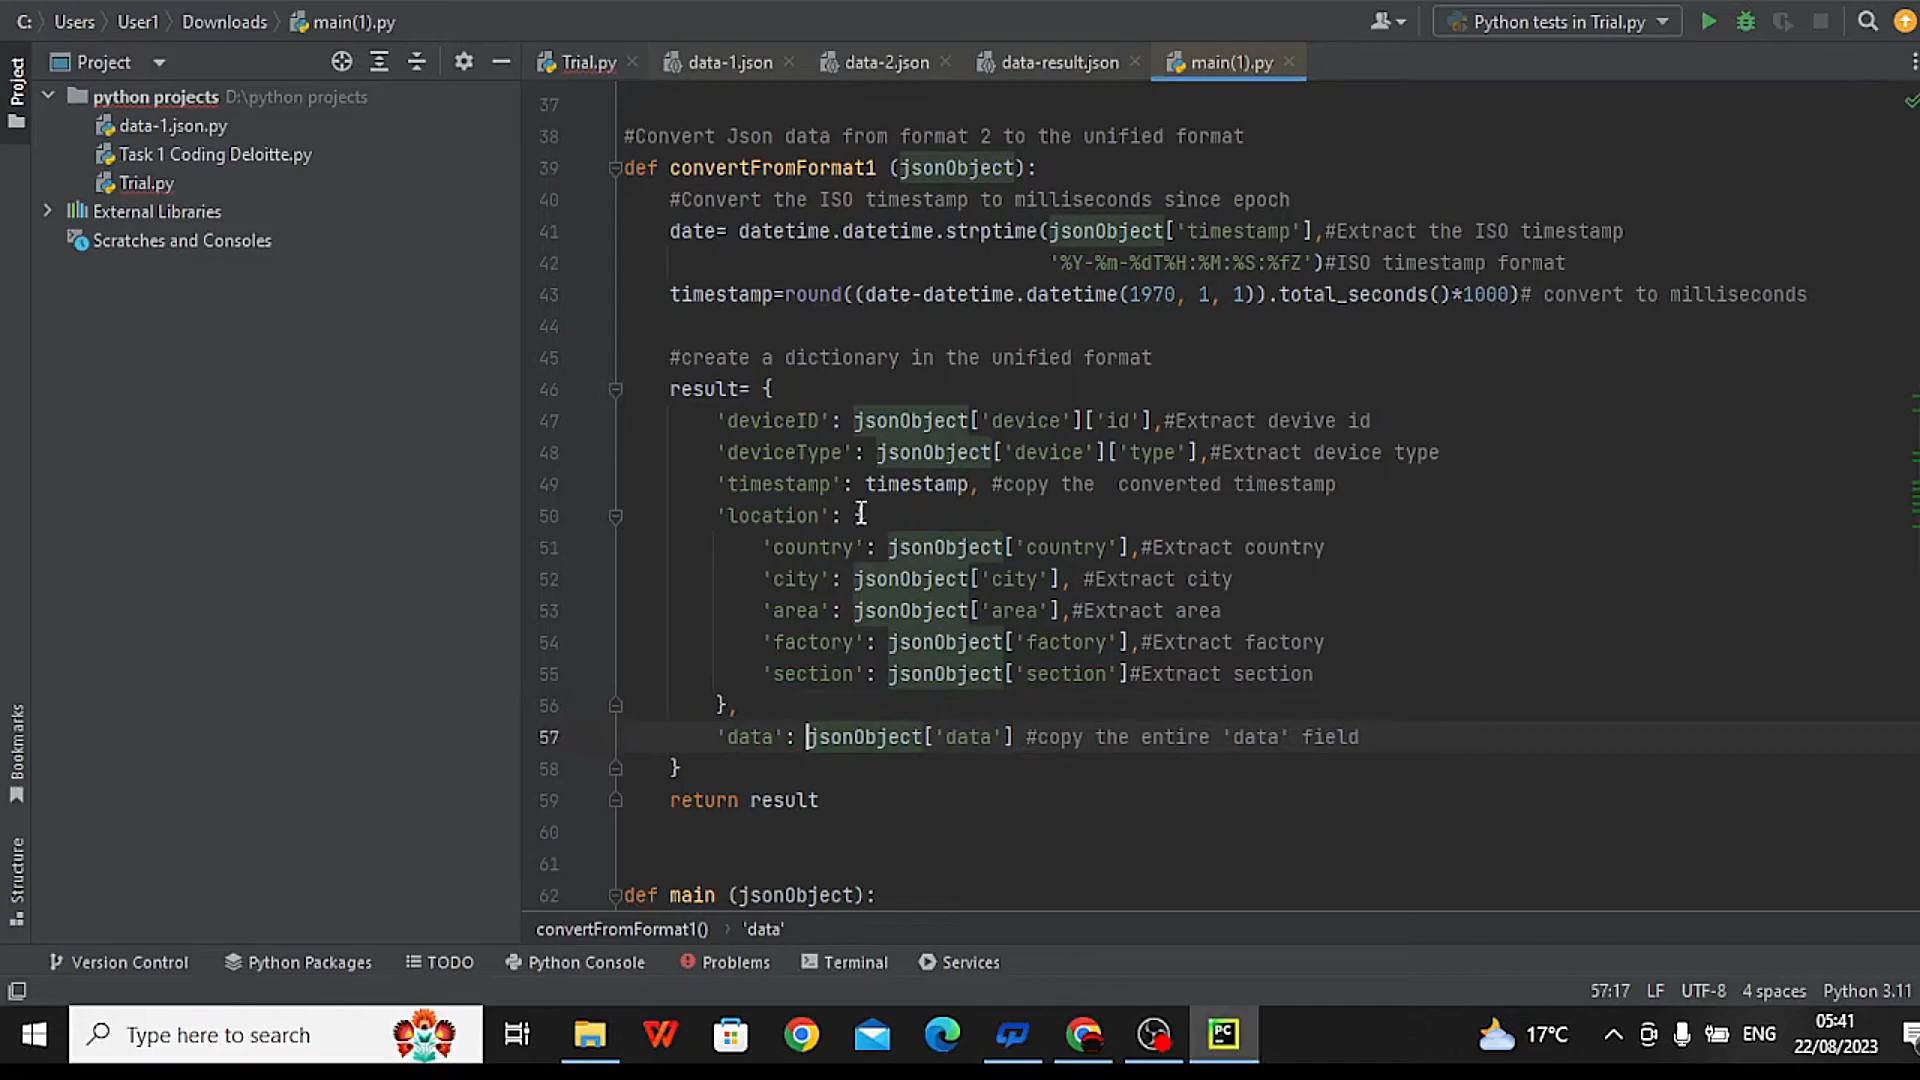 C: Users User1 Downloads main(1).py
Python tests in Trial.py
Project
Trial.py data-1.json data-2.json data-result.json main(1).py
Project
python projects D:\python projects
data-1.json.py
Task 1 Coding Deloitte.py
Trial.py
External Libraries
Scratches and Consoles
Bookmarks
Structure
37
38 #Convert Json data from format 2 to the unified format
39 def convertFromFormat1 (jsonObject):
40 #Convert the ISO timestamp to milliseconds since epoch
41 date= datetime.datetime.strptime(jsonObject['timestamp'],#Extract the ISO timestamp
42 '%Y-%m-%dT%H:%M:%S:%fZ')#ISO timestamp format
43 timestamp=round((date-datetime.datetime(1970, 1, 1)).total_seconds()*1000)# convert to milliseconds
44
45 #create a dictionary in the unified format
46 result= {
47 'deviceID': jsonObject['device']['id'],#Extract devive id
48 'deviceType': jsonObject['device']['type'],#Extract device type
49 'timestamp': timestamp, #copy the  converted timestamp
50 'location': {
51 'country': jsonObject['country'],#Extract country
52 'city': jsonObject['city'], #Extract city
53 'area': jsonObject['area'],#Extract area
54 'factory': jsonObject['factory'],#Extract factory
55 'section': jsonObject['section']#Extract section
56 },
57 'data': jsonObject['data'] #copy the entire 'data' field
58 }
59 return result
60
61
62 def main (jsonObject):
convertFromFormat1() 'data'
Version Control Python Packages TODO Python Console Problems Terminal Services
57:17 LF UTF-8 4 spaces Python 3.11
Type here to search
PC
17°C ENG
05:41
22/08/2023